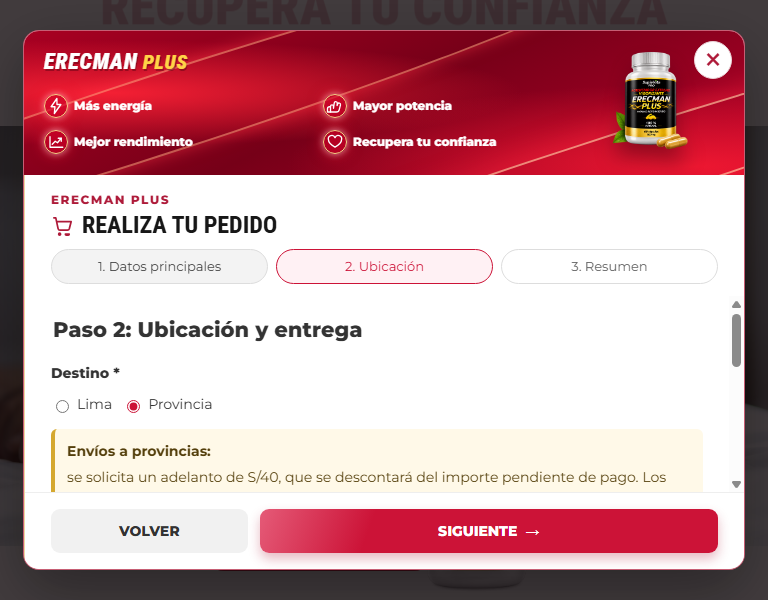 RECUPERA TU CONFIANZA
ERECMAN PLUS
Más energía
Mayor potencia
Mejor rendimiento
Recupera tu confianza
ERECMAN
PLUS
ERECMAN PLUS
REALIZA TU PEDIDO
1. Datos principales
2. Ubicación
3. Resumen
Paso 2: Ubicación y entrega
Destino *
Lima
Provincia
Envíos a provincias:
se solicita un adelanto de S/40, que se descontará del importe pendiente de pago. Los
VOLVER
SIGUIENTE →